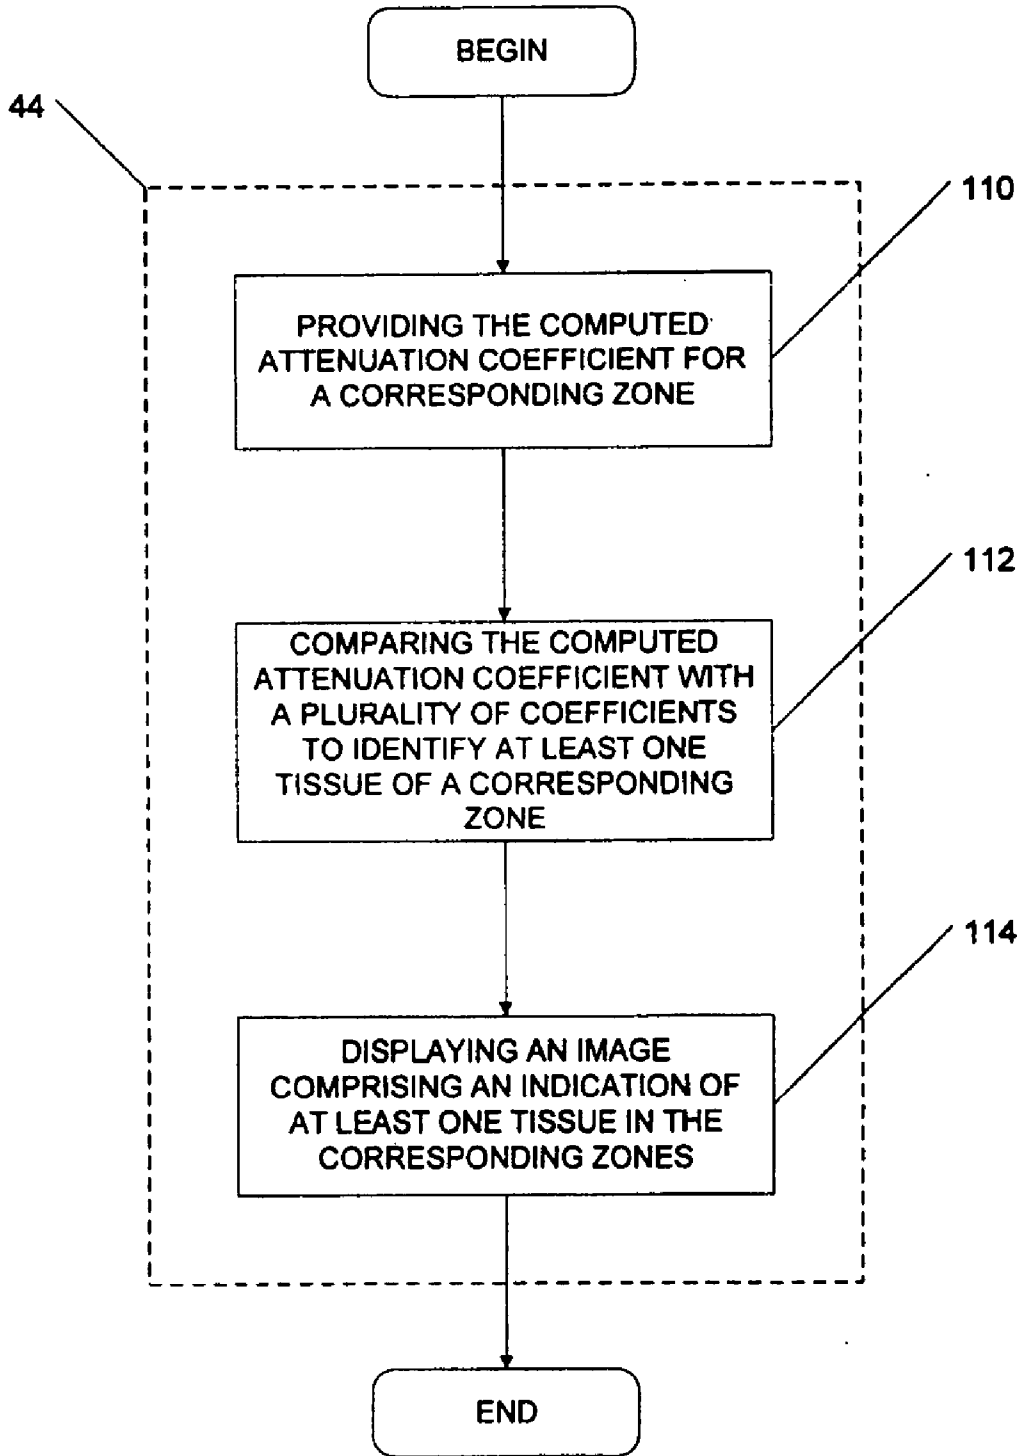 BEGIN
44
110
PROVIDING THE COMPUTED
ATTENUATION COEFFICIENT FOR
A CORRESPONDING ZONE
112
COMPARING THE COMPUTED
ATTENUATION COEFFICIENT WITH
A PLURALITY OF COEFFICIENTS
TO IDENTIFY AT LEAST ONE
TISSUE OF A CORRESPONDING
ZONE
114
DISPLAYING AN IMAGE
COMPRISING AN INDICATION OF
AT LEAST ONE TISSUE IN THE
CORRESPONDING ZONES
END